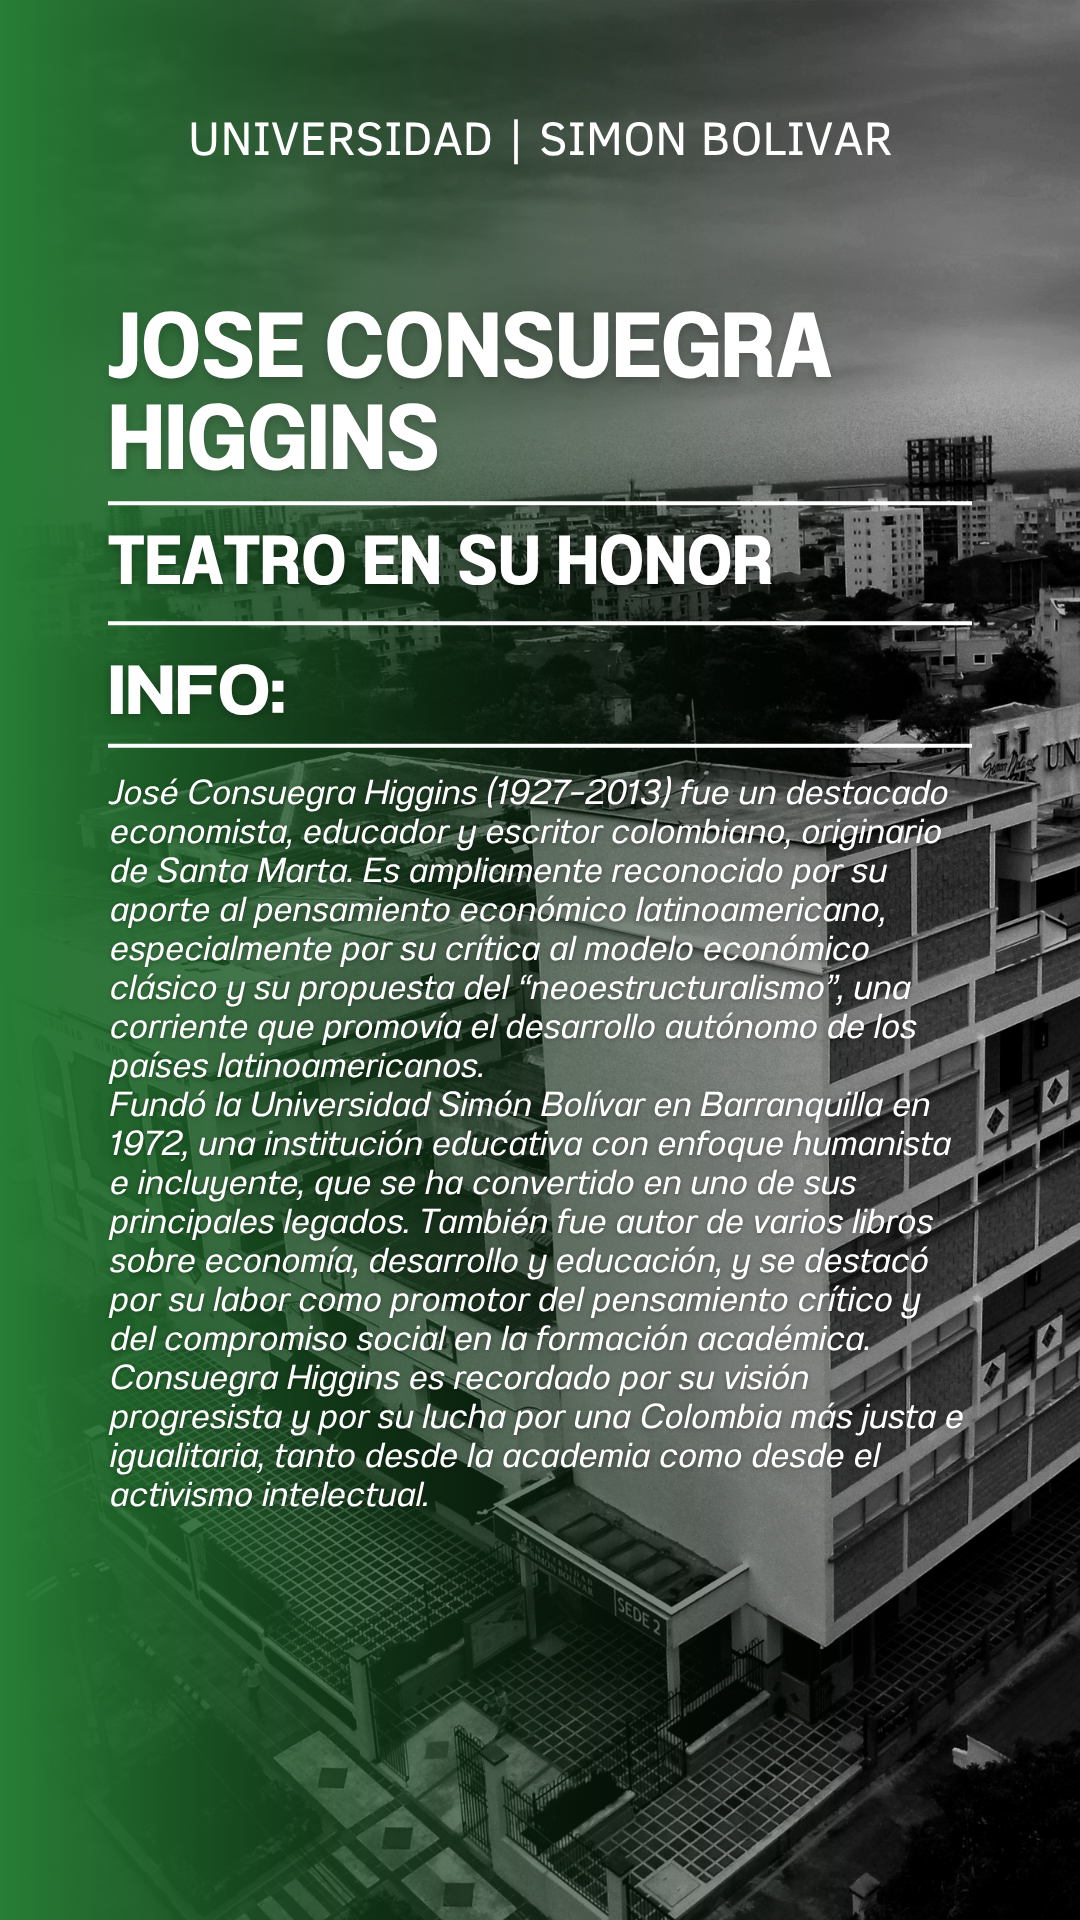 UNIVERSIDAD | SIMON BOLIVAR
JOSE CONSUEGRA
HIGGINS
TEATRO EN SU HONOR
INFO:
José Consuegra Higgins (1927–2013) fue un destacado
economista, educador y escritor colombiano, originario
de Santa Marta. Es ampliamente reconocido por su
aporte al pensamiento económico latinoamericano,
especialmente por su crítica al modelo económico
clásico y su propuesta del “neoestructuralismo”, una
corriente que promovía el desarrollo autónomo de los
países latinoamericanos.
Fundó la Universidad Simón Bolívar en Barranquilla en
1972, una institución educativa con enfoque humanista
e incluyente, que se ha convertido en uno de sus
principales legados. También fue autor de varios libros
sobre economía, desarrollo y educación, y se destacó
por su labor como promotor del pensamiento crítico y
del compromiso social en la formación académica.
Consuegra Higgins es recordado por su visión
progresista y por su lucha por una Colombia más justa e
igualitaria, tanto desde la academia como desde el
activismo intelectual.
UNIVERSIDAD
SIMÓN BOLÍVAR
SEDE 2